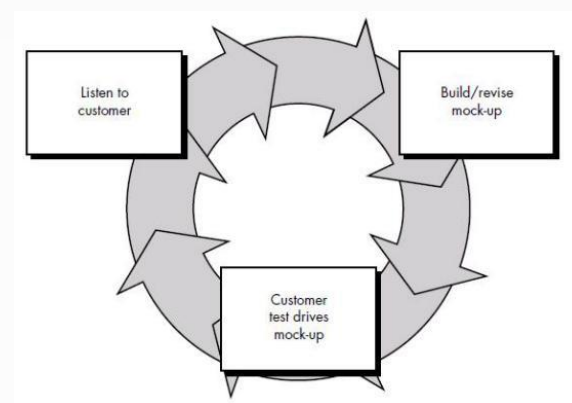 Listen to
customer
Build/revise
mock-up
Customer
test drives
mock-up